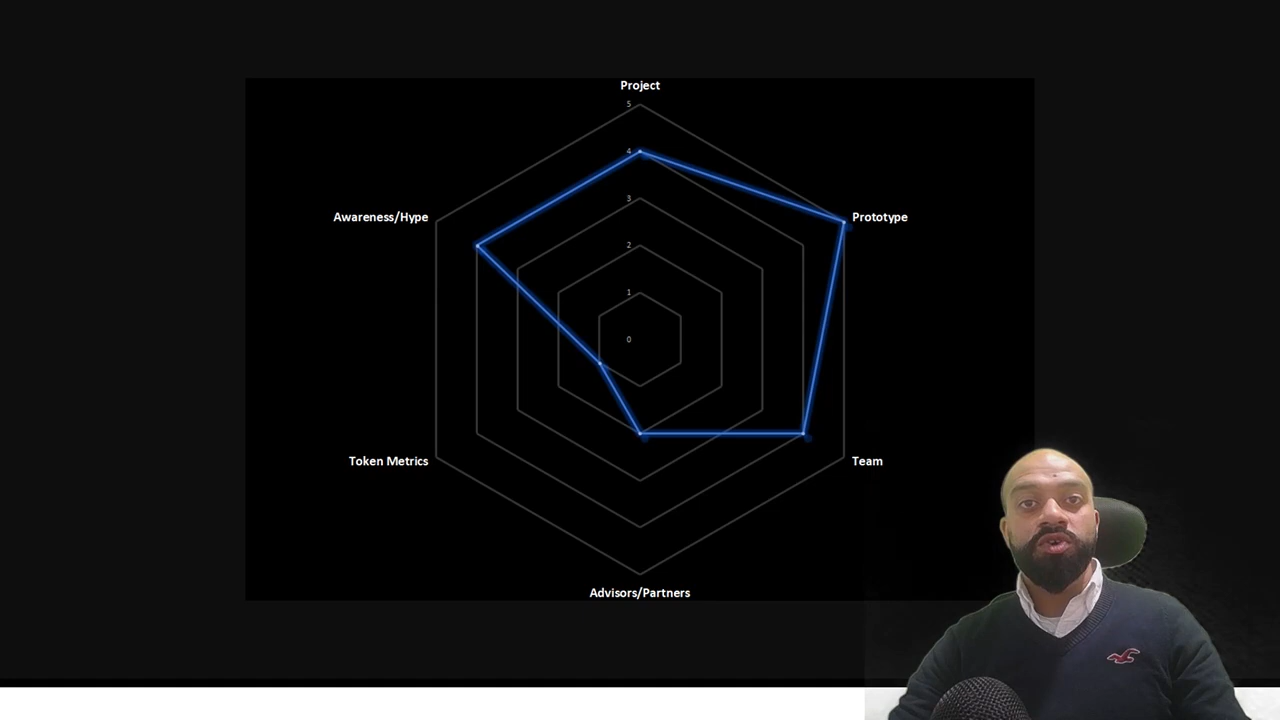 Project
5
4
Awareness/Hype
Prototype
3
2
1
0
Token Metrics
Team
Advisors/Partners